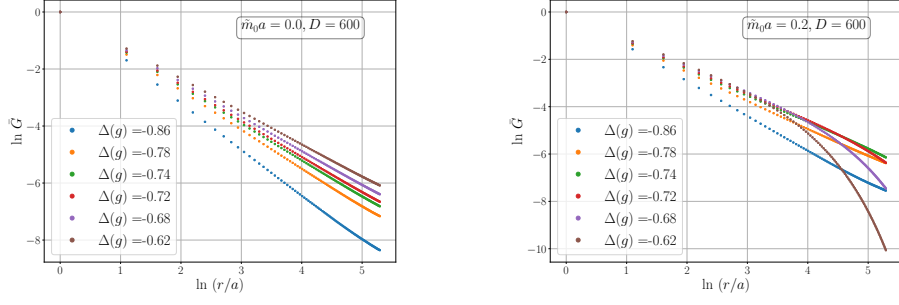 m̃₀a = 0.0, D = 600
0
−2
−4
−6
−8
ln G̃
Δ(g) =-0.86
Δ(g) =-0.78
Δ(g) =-0.74
Δ(g) =-0.72
Δ(g) =-0.68
Δ(g) =-0.62
0 1 2 3 4 5
ln (r/a)
m̃₀a = 0.2, D = 600
0
−2
−4
−6
−8
−10
ln G̃
Δ(g) =-0.86
Δ(g) =-0.78
Δ(g) =-0.74
Δ(g) =-0.72
Δ(g) =-0.68
Δ(g) =-0.62
0 1 2 3 4 5
ln (r/a)